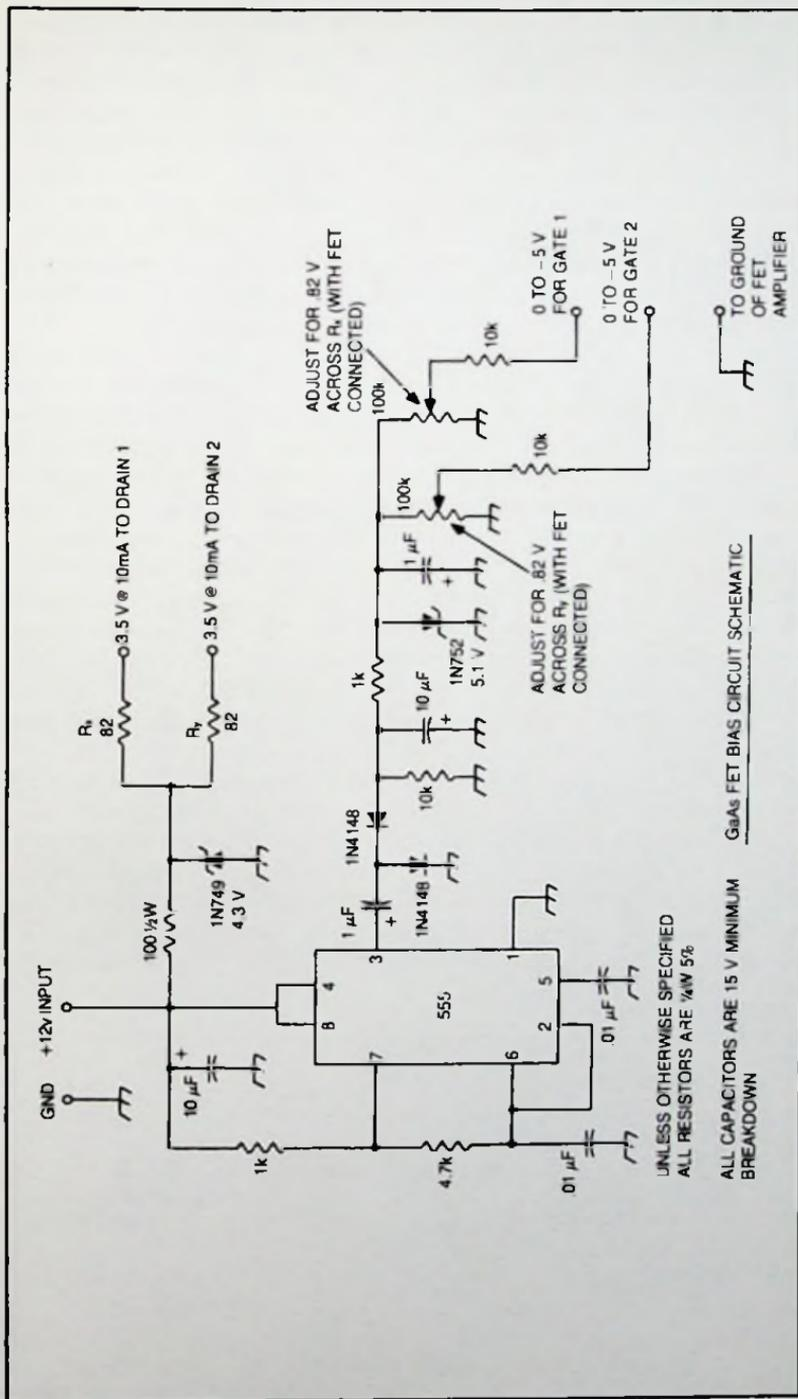 GND
+12v INPUT
10 µF
+
100 ½W
1N749
4.3 V
Rₓ
82
3.5 V @ 10mA TO DRAIN 1
Rᵧ
82
3.5 V @ 10mA TO DRAIN 2
1k
4.7k
.01 µF
8
4
7
3
555
6
2
5
1
.01 µF
1 µF
+
1N4148
1N4148
10k
10 µF
+
1k
1N752
5.1 V
1 µF
+
100k
100k
ADJUST FOR .82 V
ACROSS Rₓ (WITH FET
CONNECTED)
ADJUST FOR .82 V
ACROSS Rᵧ (WITH FET
CONNECTED)
10k
10k
0 TO -5 V
FOR GATE 1
0 TO -5 V
FOR GATE 2
TO GROUND
OF FET
AMPLIFIER
UNLESS OTHERWISE SPECIFIED
ALL RESISTORS ARE ¼W 5%
ALL CAPACITORS ARE 15 V MINIMUM
BREAKDOWN
GaAs FET BIAS CIRCUIT SCHEMATIC